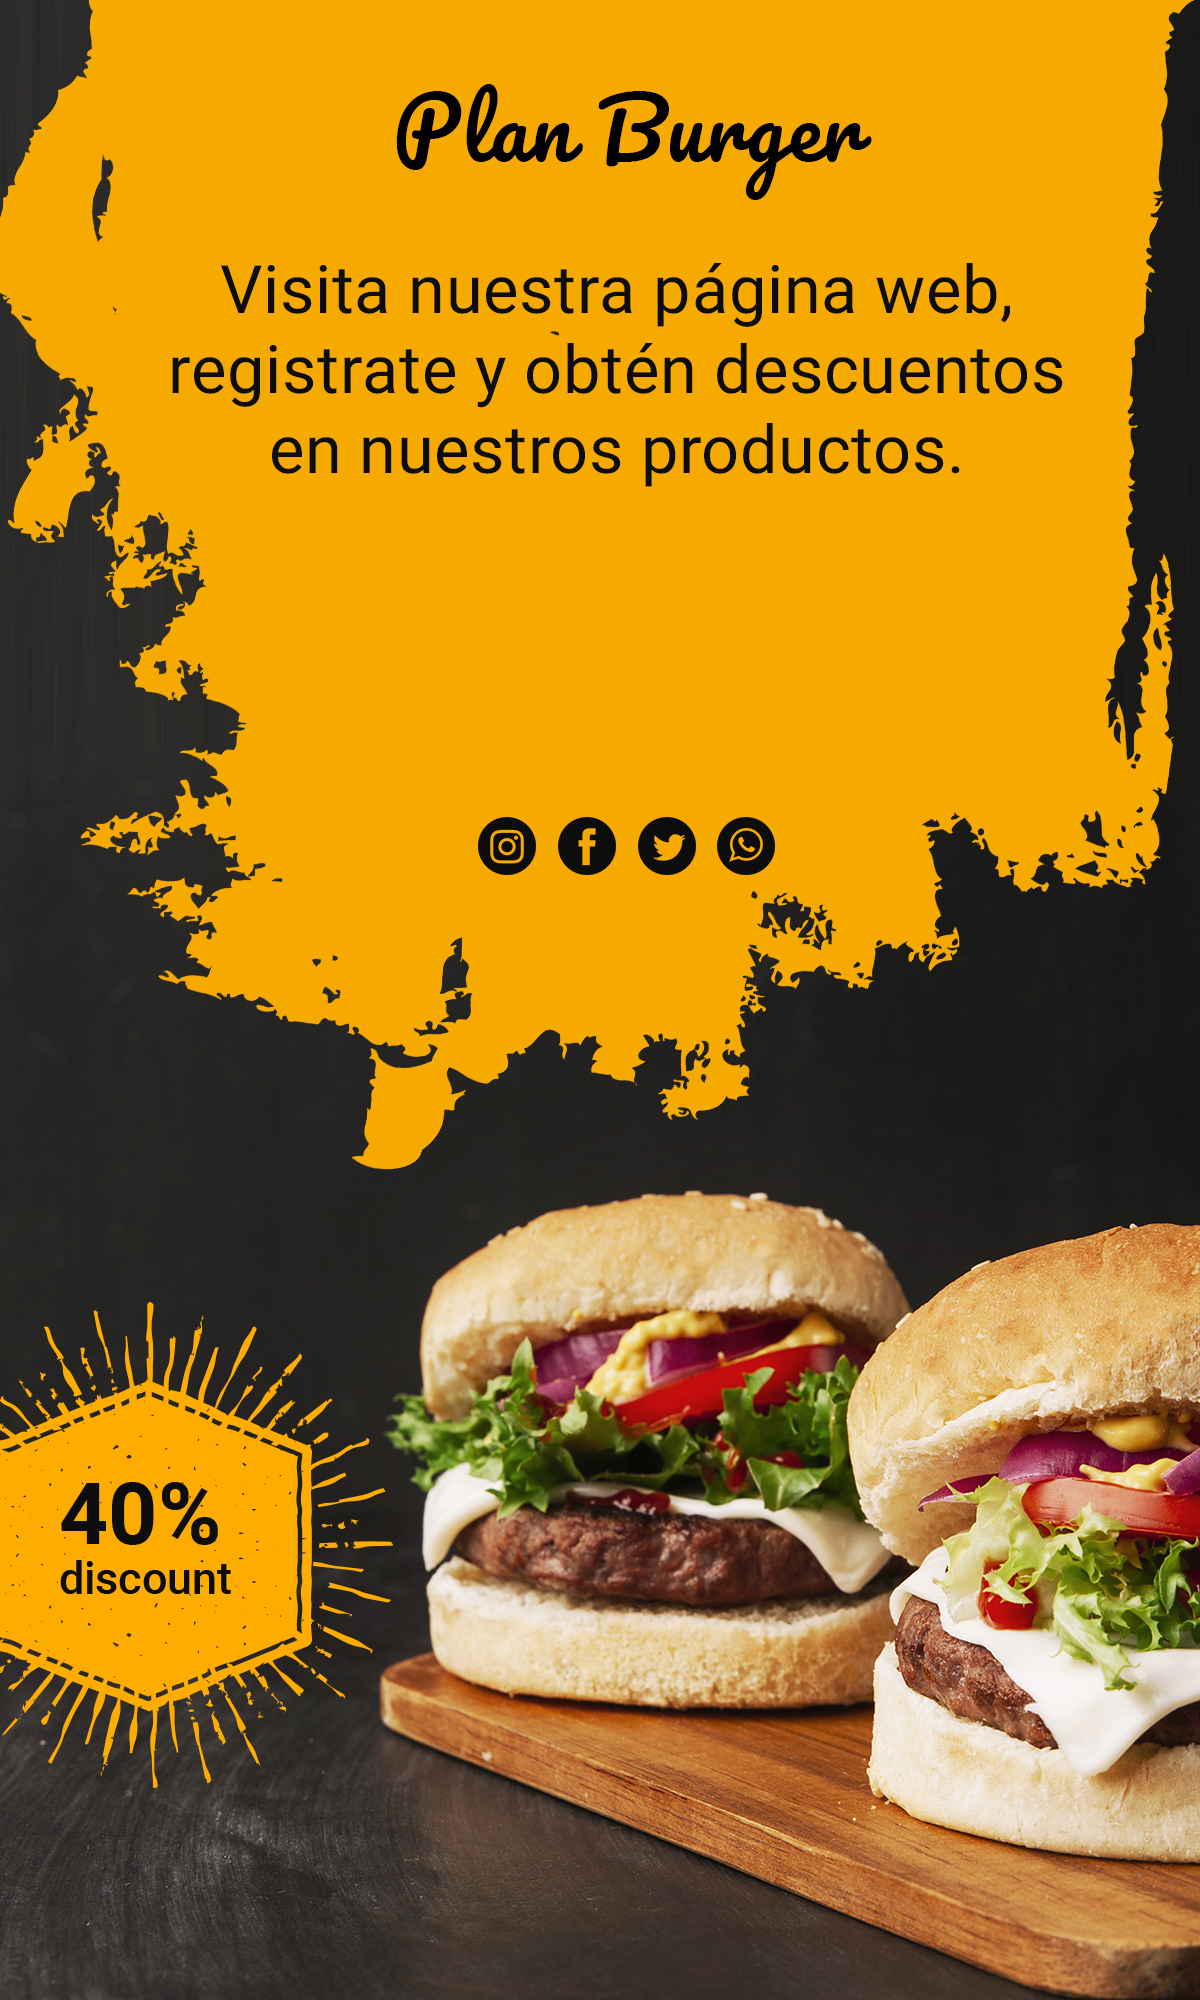 Plan Burger
Visita nuestra página web,
registrate y obtén descuentos
en nuestros productos.
40%
discount